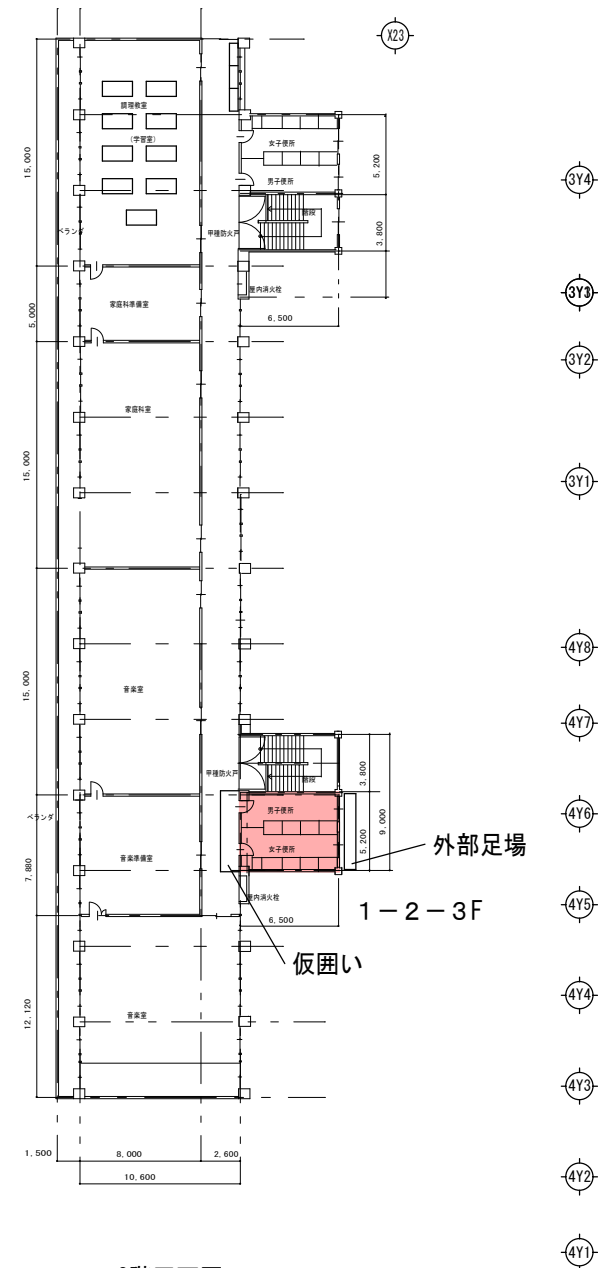 X23
調理教室
(学習室)
女子便所
男子便所
階段
甲種防火戸
ベランダ
15,000
5,200
3,800
屋内消火栓
家庭科準備室
5,000
6,500
家庭科室
15,000
音楽室
15,000
甲種防火戸
階段
3,800
9,000
5,200
男子便所
女子便所
ベランダ
音楽準備室
7,880
外部足場
屋内消火栓
6,500
1－2－3F
仮囲い
音楽室
12,120
1,500
8,000
2,600
10,600
3Y4
3Y3
3Y2
3Y1
4Y8
4Y7
4Y6
4Y5
4Y4
4Y3
4Y2
4Y1